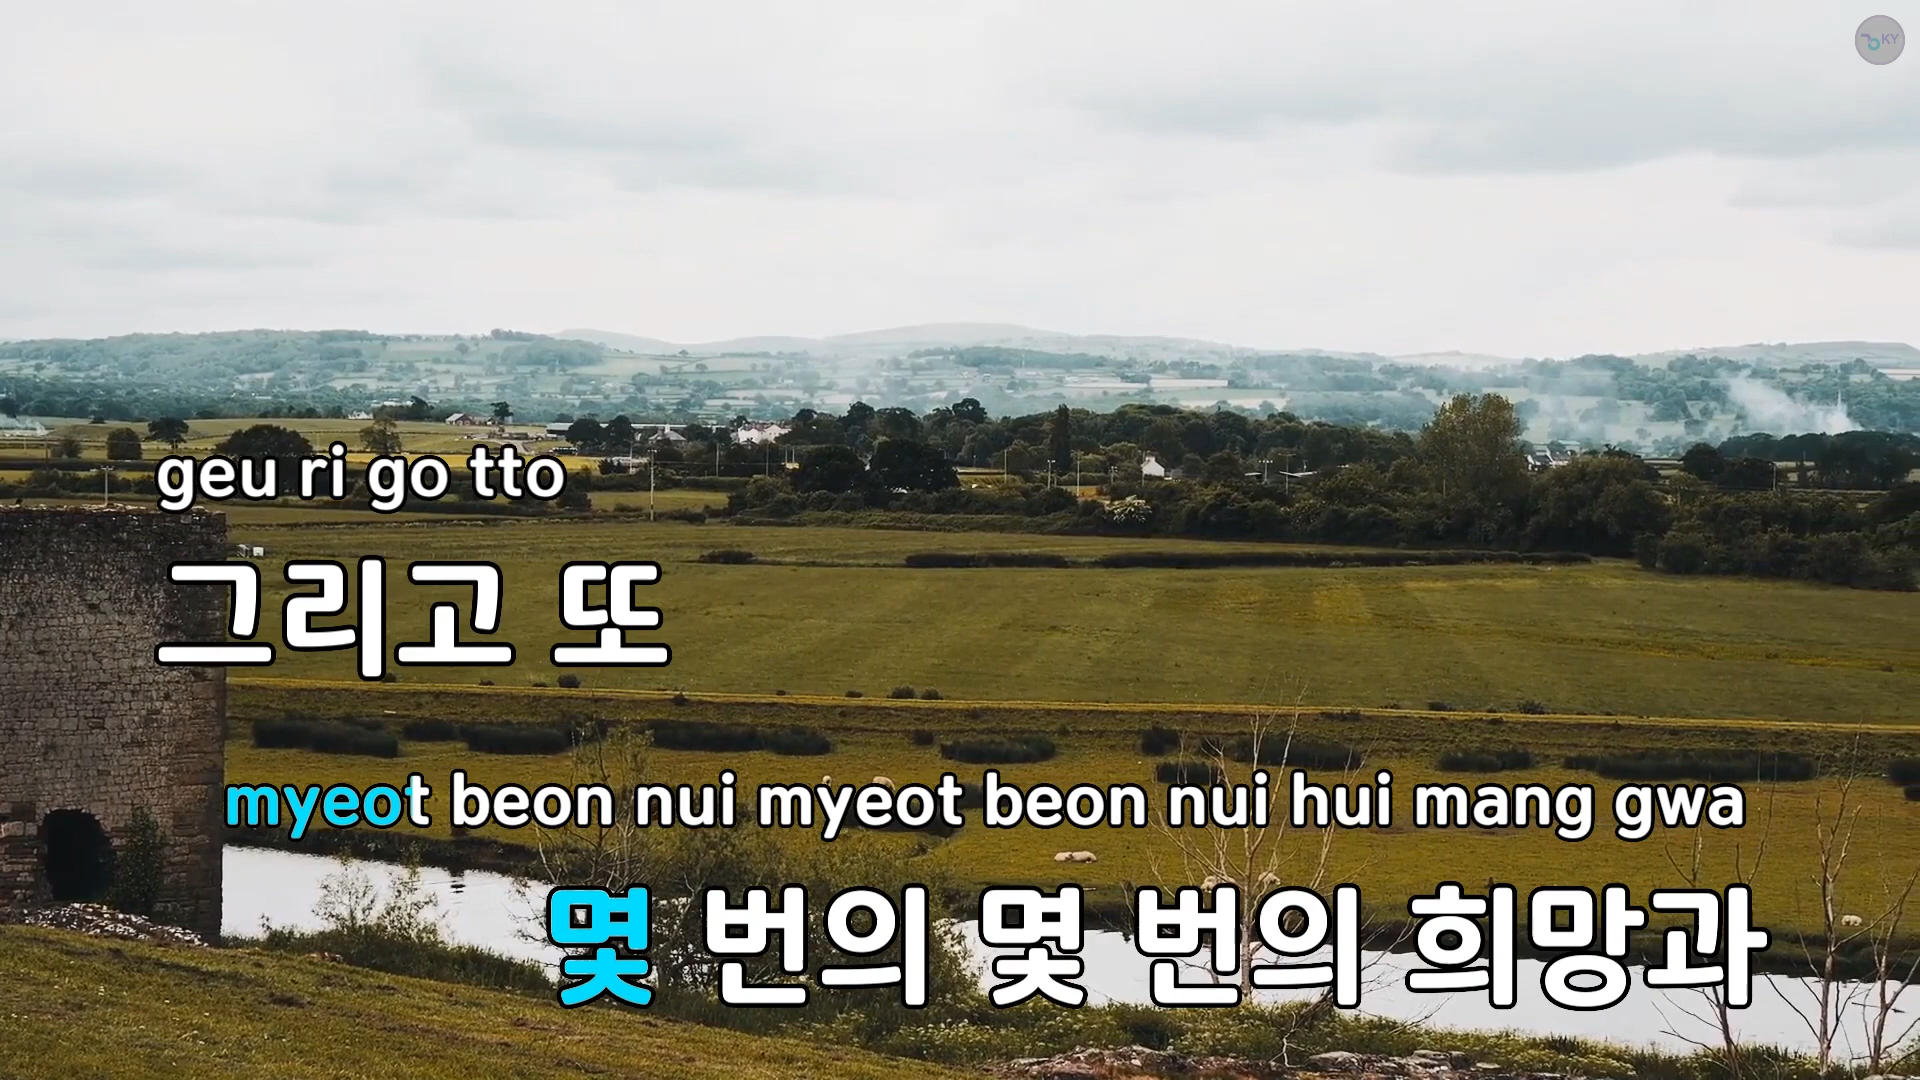 KY
geu ri go tto
그리고 또
myeot beon nui myeot beon nui hui mang gwa
몇 번의 몇 번의 희망과